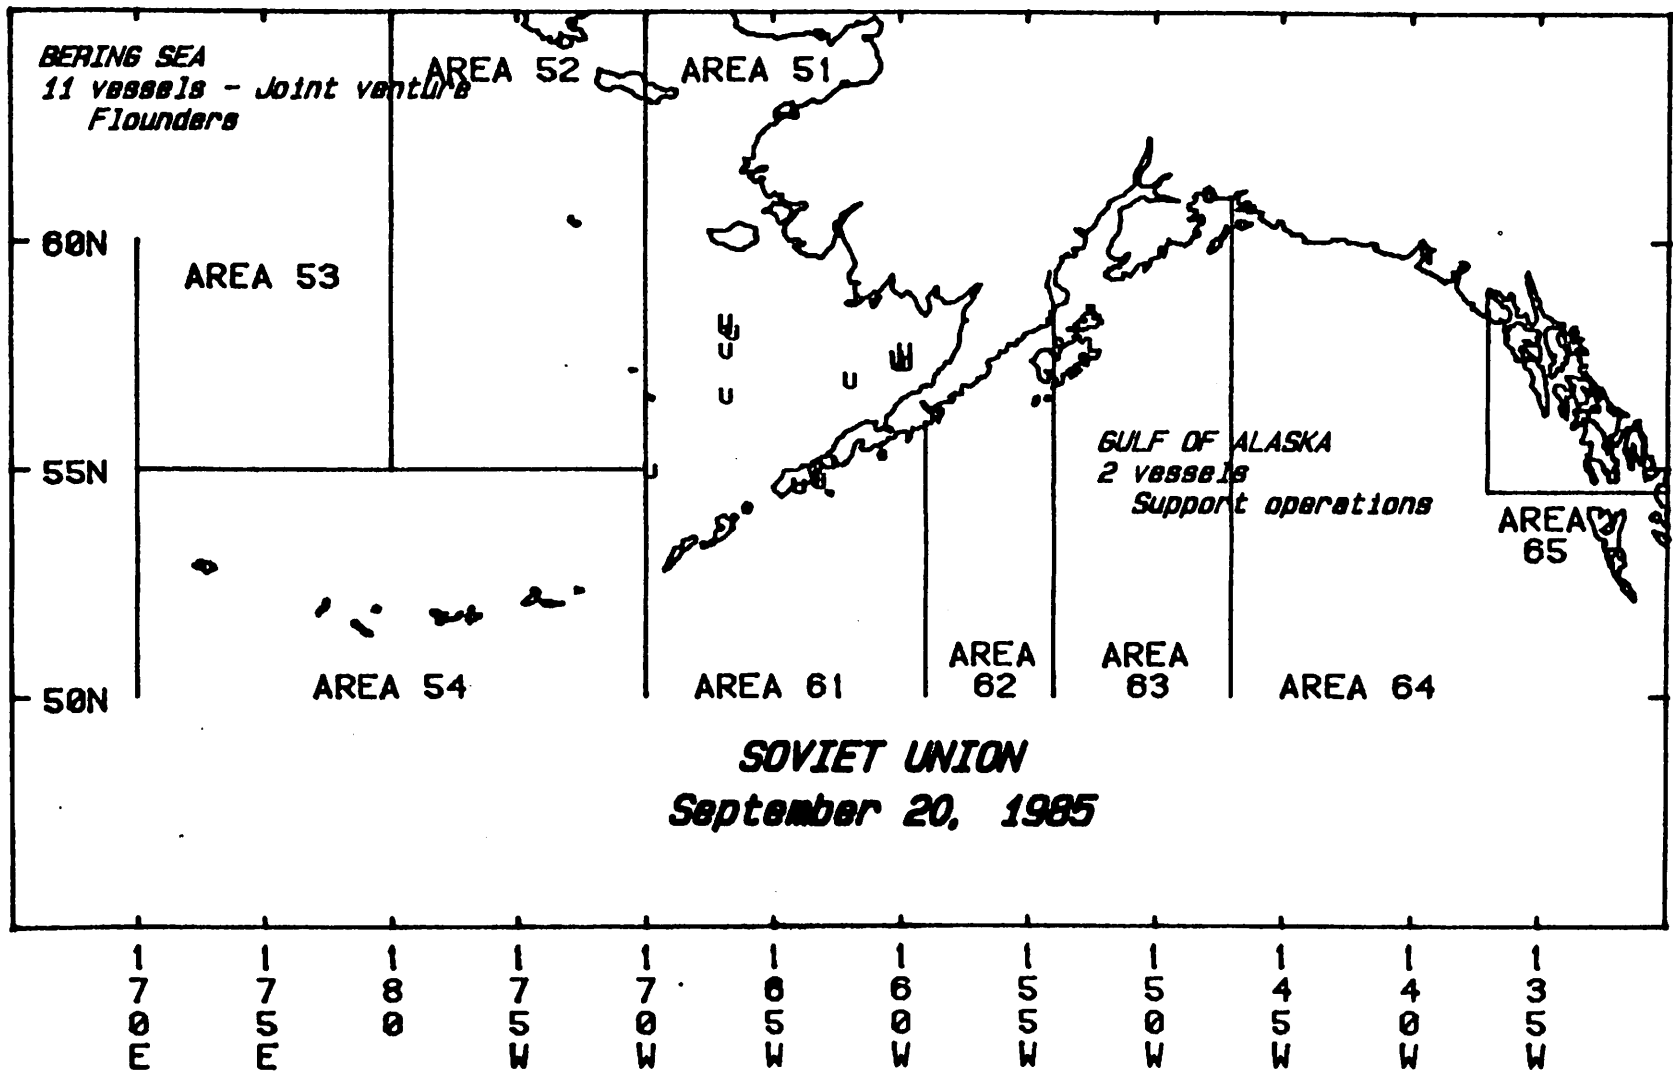 BERING SEA
11 vessels - Joint venture
Flounders
AREA 52
AREA 51
60N
AREA 53
U
U
U
U
U
U
U
U
55N
U
U
U
GULF OF ALASKA
2 vessels
Support operations
AREA
65
AREA
62
AREA
63
50N
AREA 54
AREA 61
AREA 64
SOVIET UNION
September 20, 1985
170E
175E
180
175W
170W
165W
160W
155W
150W
145W
140W
135W